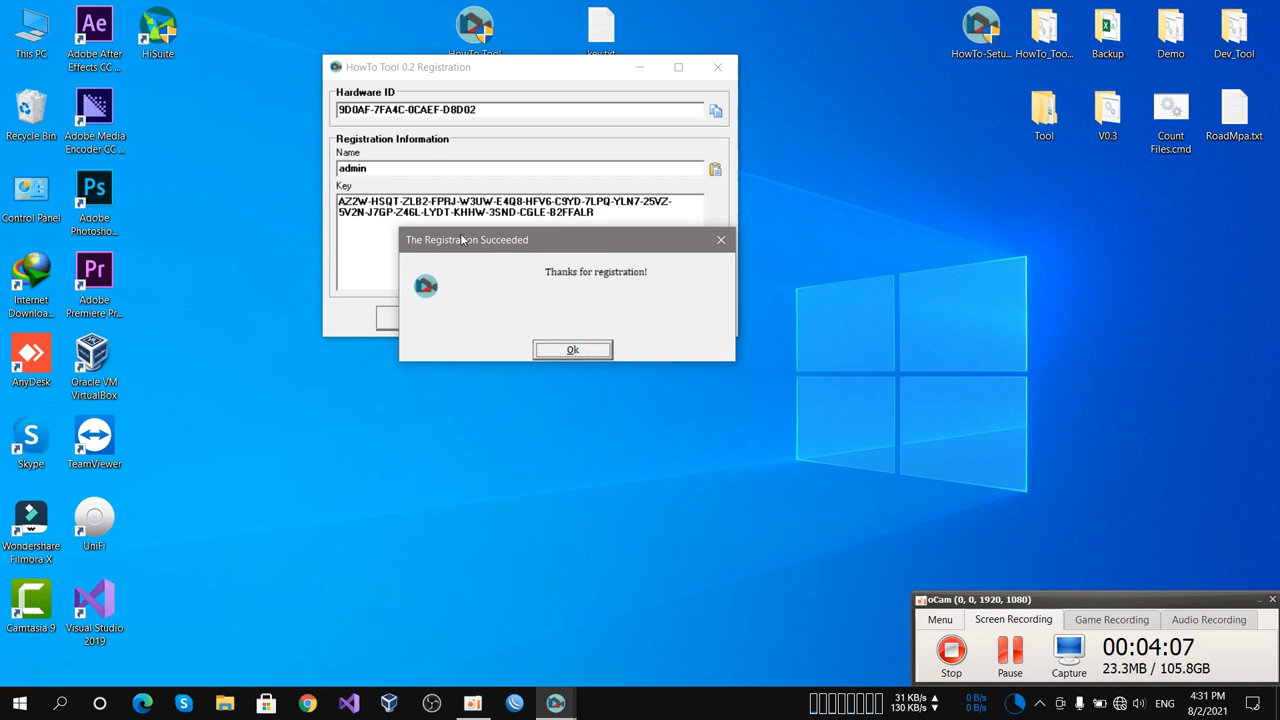 This PC
Adobe After
Effects CC ...
HiSuite
HowTo Tool
key.txt
HowTo-Setu...
HowTo_Too...
Backup
Demo
Dev_Tool
Recycle Bin
Adobe Media
Encoder CC ...
Tool
V0.3
Count
Files.cmd
RoadMpa.txt
Control Panel
Adobe
Photosho...
Internet
Downloa...
Adobe
Premiere Pr...
AnyDesk
Oracle VM
VirtualBox
Skype
TeamViewer
Wondershare
Filmora X
UniFi
Camtasia 9
Visual Studio
2019
HowTo Tool 0.2 Registration
Hardware ID
9D0AF-7FA4C-0CAEF-D8D02
Registration Information
Name
admin
Key
AZ2W-HSQT-ZLB2-FPRJ-W3UW-E4Q8-HFV6-C9YD-7LPQ-YLN7-25VZ-
5V2N-J7GP-Z46L-LYDT-KHHW-3SND-CGLE-B2FFALR
The Registration Succeeded
Thanks for registration!
Ok
oCam (0, 0, 1920, 1080)
Menu
Screen Recording
Game Recording
Audio Recording
Stop
Pause
Capture
00:04:07
23.3MB / 105.8GB
31 KB/s
130 KB/s
0 B/s
0 B/s
ENG
4:31 PM
8/2/2021